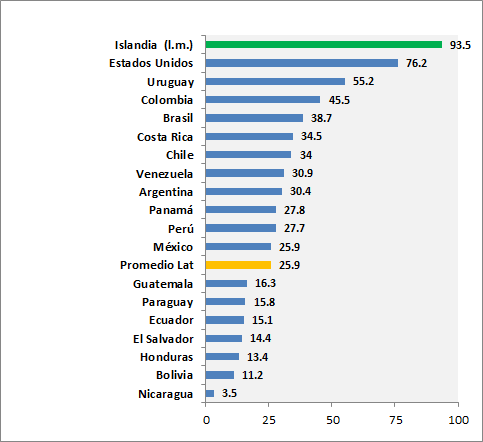 Islandia (l.m.) 93.5
Estados Unidos 76.2
Uruguay 55.2
Colombia 45.5
Brasil 38.7
Costa Rica 34.5
Chile 34
Venezuela 30.9
Argentina 30.4
Panamá 27.8
Perú 27.7
México 25.9
Promedio Lat 25.9
Guatemala 16.3
Paraguay 15.8
Ecuador 15.1
El Salvador 14.4
Honduras 13.4
Bolivia 11.2
Nicaragua 3.5
0 25 50 75 100